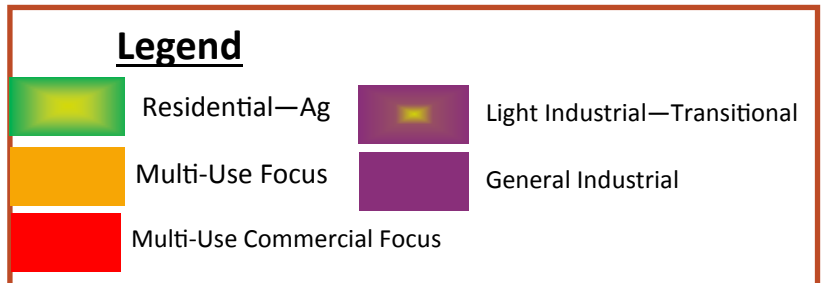 Legend
Residential—Ag
Light Industrial—Transitional
Multi-Use Focus
General Industrial
Multi-Use Commercial Focus